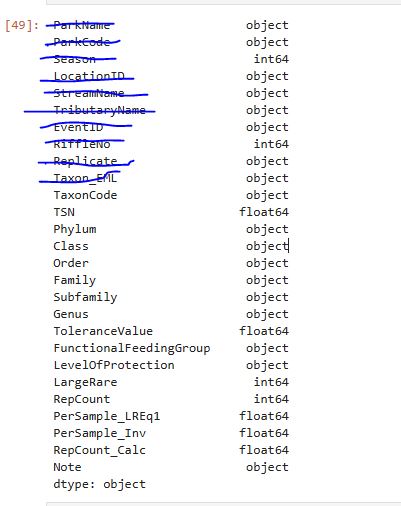 [49]: ParkName object
ParkCode object
Season int64
LocationID object
StreamName object
TributaryName object
EventID object
RiffleNo int64
Replicate object
Taxon_EML object
TaxonCode object
TSN float64
Phylum object
Class object
Order object
Family object
Subfamily object
Genus object
ToleranceValue float64
FunctionalFeedingGroup object
LevelOfProtection object
LargeRare int64
RepCount int64
PerSample_LREq1 float64
PerSample_Inv float64
RepCount_Calc float64
Note object
dtype: object